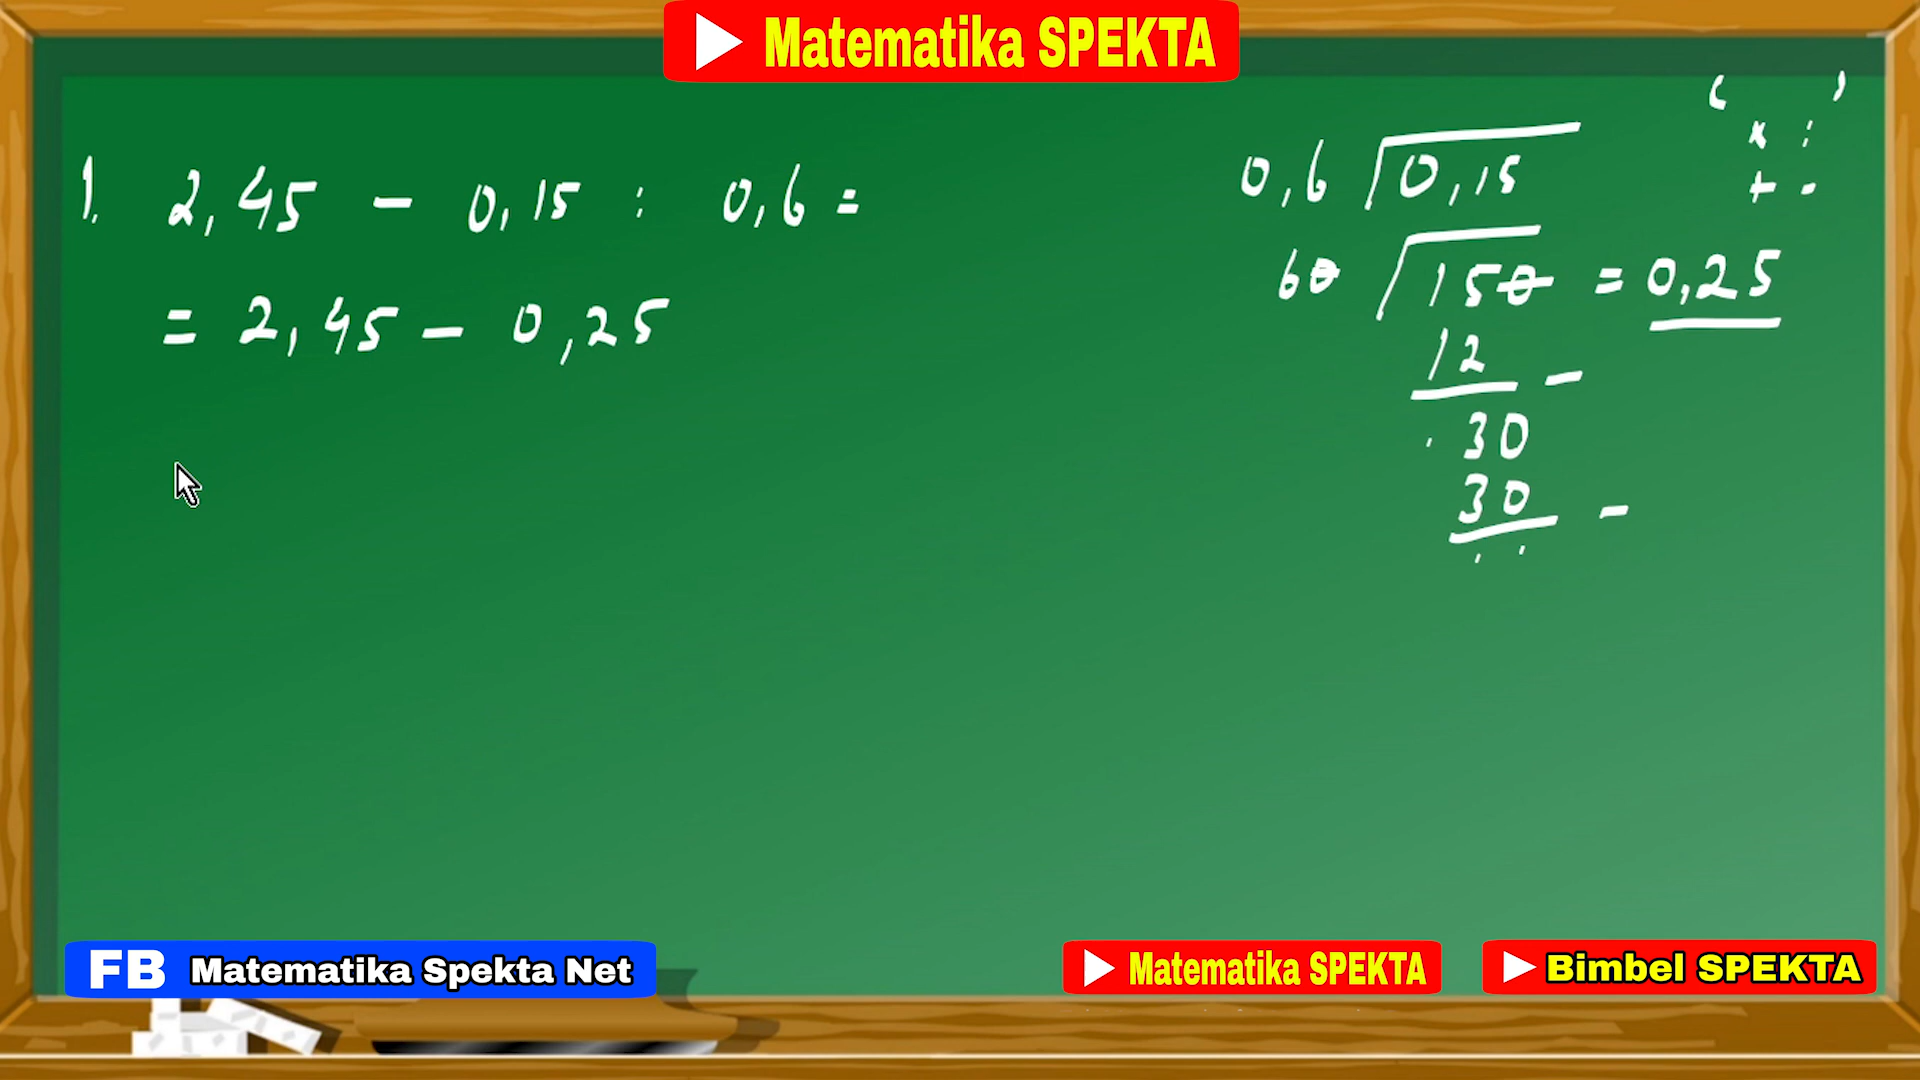 Matematika SPEKTA
1. 2,45 - 0,15 : 0,6 =
= 2,45 - 0,25
( )
x :
+ -
0,6 0,15
60 150 = 0,25
12 -
30
30 -
FB Matematika Spekta Net
Matematika SPEKTA
Bimbel SPEKTA